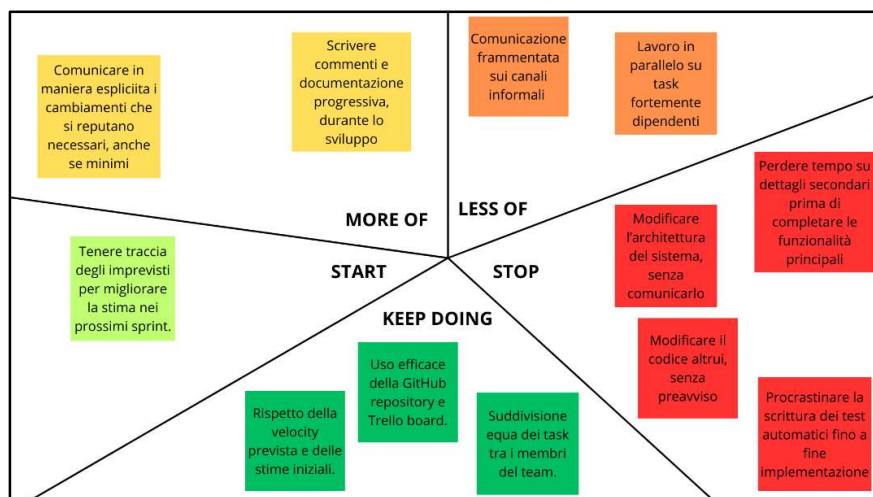 Comunicare in
maniera espliciita i
cambiamenti che
si reputano
necessari, anche
se minimi
Scrivere
commenti e
documentazione
progressiva,
durante lo
sviluppo
MORE OF
Comunicazione
frammentata
sui canali
informali
Lavoro in
parallelo su
task
fortemente
dipendenti
LESS OF
Tenere traccia
degli imprevisti
per migliorare
la stima nei
prossimi sprint.
START
STOP
Perdere tempo su
dettagli secondari
prima di
completare le
funzionalità
principali
Modificare
l'architettura
del sistema,
senza
comunicarlo
Modificare il
codice altrui,
senza
preavviso
Procrastinare la
scrittura dei test
automatici fino a
fine
implementazione
KEEP DOING
Rispetto della
velocity
prevista e delle
stime iniziali.
Uso efficace
della GitHub
repository e
Trello board.
Suddivisione
equa dei task
tra i membri
del team.